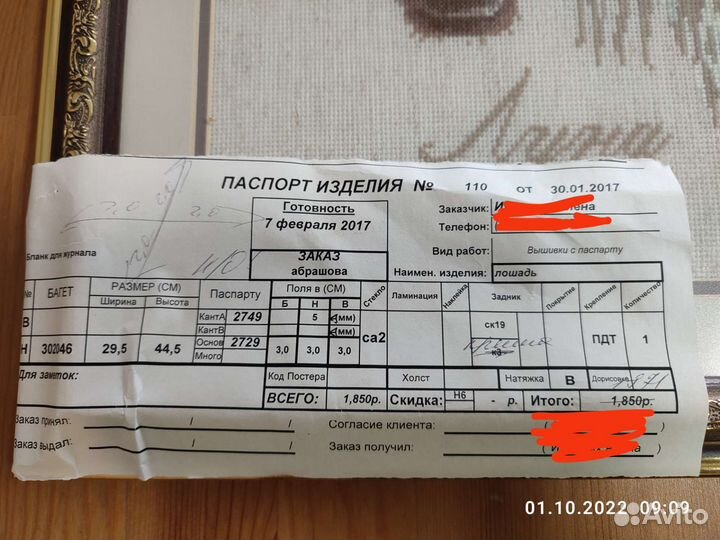 ПАСПОРТ ИЗДЕЛИЯ № 110 от 30.01.2017
Готовность
7 февраля 2017
Заказчик:
Телефон:
ЗАКАЗ
абрашова
Вид работ: Вышивки с паспарту
Наимен. изделия: лошадь
Бланк для журнала
2,0
№ БАГЕТ РАЗМЕР (СМ) Паспарту Поля в (СМ) Стекло Ламинация Наклейка Задник Покрытие Крепление Количество
Ширина Высота Б Н В
В КантА 2749 5 (мм)
КантВ (мм)
Н 302046 29,5 44,5 Основ 2729 3,0 3,0 3,0 са2 ск19 ПДТ 1
Много
Для заметок: Код Постера Холст Натяжка В Дорисовка
ВСЕГО: 1,850р. Скидка: Н6 - р. Итого: 1,850р.
Заказ принял: / / Согласие клиента: (
Заказ выдал: / / Заказ получил: (
01.10.2022 09:09
Avito